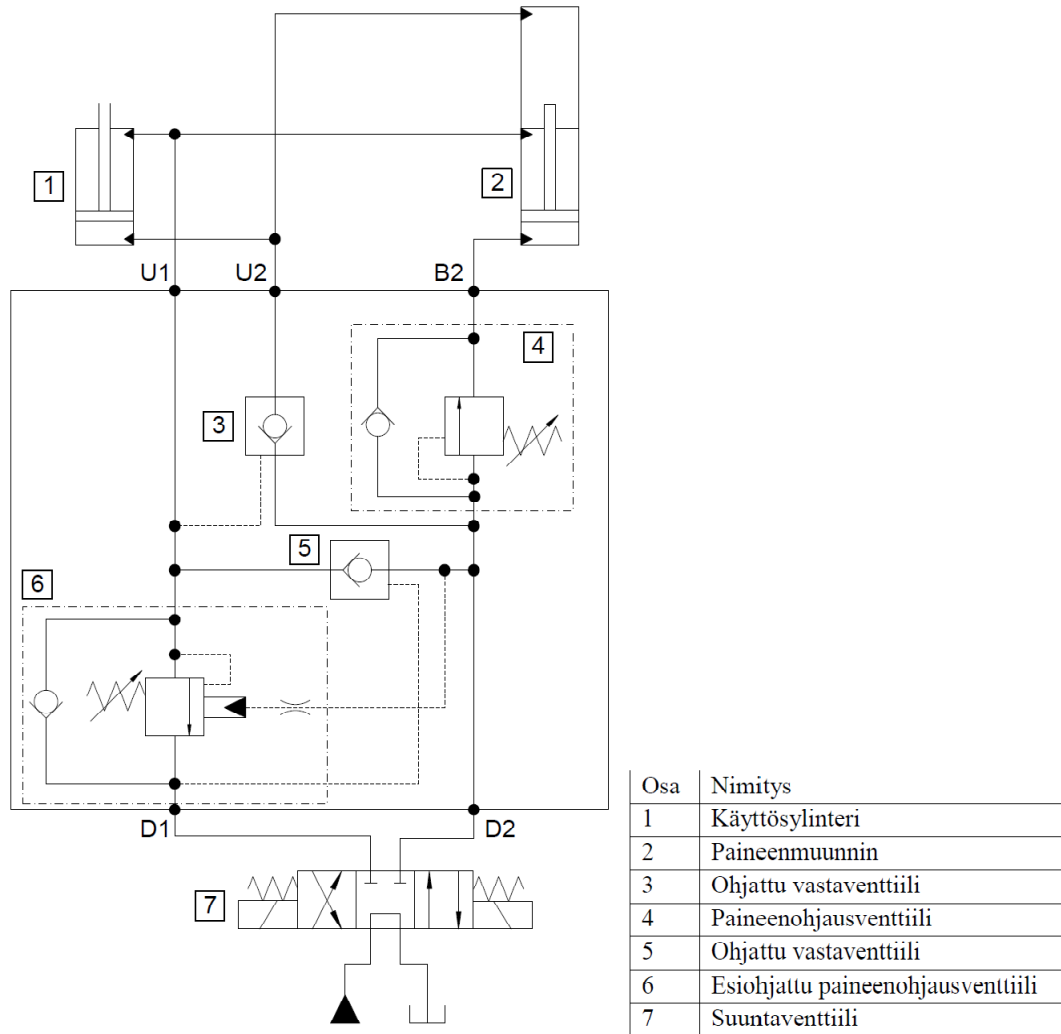 1
2
U1 U2 B2
4
3
5
6
D1 D2
7
Osa Nimitys
1 Käyttösylinteri
2 Paineenmuunnin
3 Ohjattu vastaventtiili
4 Paineenohjausventtiili
5 Ohjattu vastaventtiili
6 Esiohjattu paineenohjausventtiili
7 Suuntaventtiili